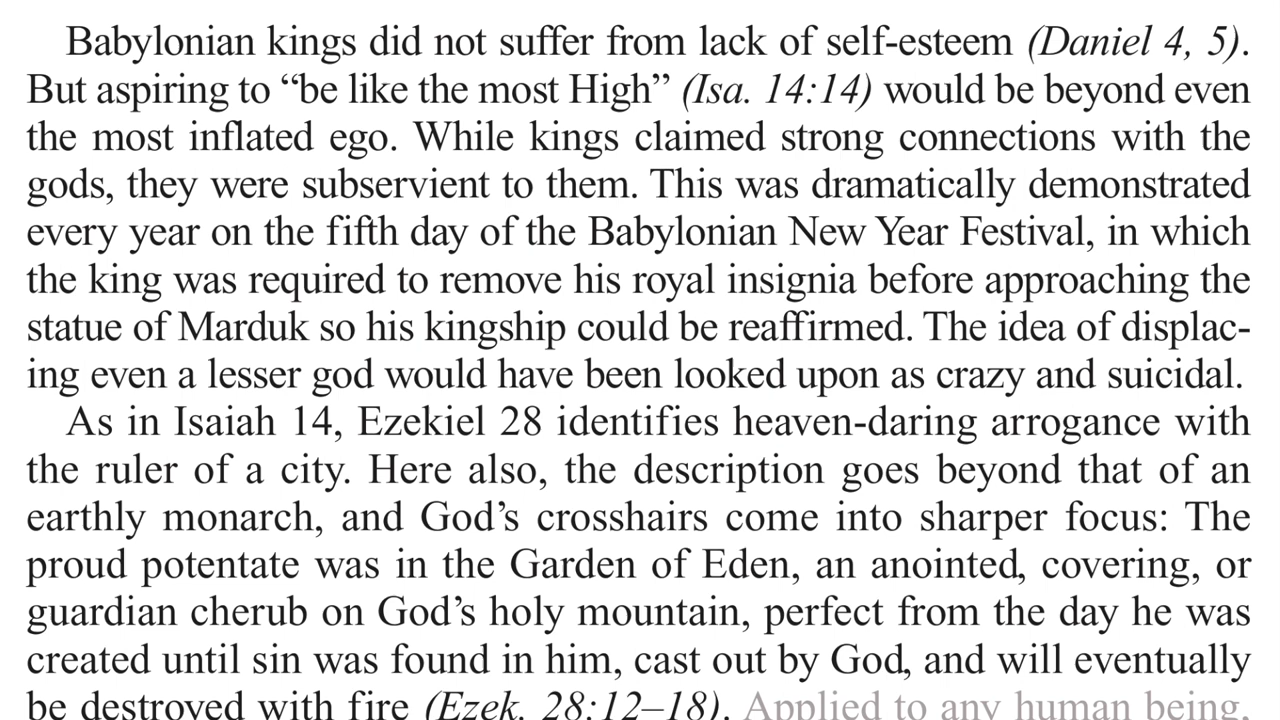 Babylonian kings did not suffer from lack of self-esteem (Daniel 4, 5).
But aspiring to “be like the most High” (Isa. 14:14) would be beyond even
the most inflated ego. While kings claimed strong connections with the
gods, they were subservient to them. This was dramatically demonstrated
every year on the fifth day of the Babylonian New Year Festival, in which
the king was required to remove his royal insignia before approaching the
statue of Marduk so his kingship could be reaffirmed. The idea of displac-
ing even a lesser god would have been looked upon as crazy and suicidal.
As in Isaiah 14, Ezekiel 28 identifies heaven-daring arrogance with
the ruler of a city. Here also, the description goes beyond that of an
earthly monarch, and God’s crosshairs come into sharper focus: The
proud potentate was in the Garden of Eden, an anointed, covering, or
guardian cherub on God’s holy mountain, perfect from the day he was
created until sin was found in him, cast out by God, and will eventually
be destroyed with fire (Ezek. 28:12–18). Applied to any human being,